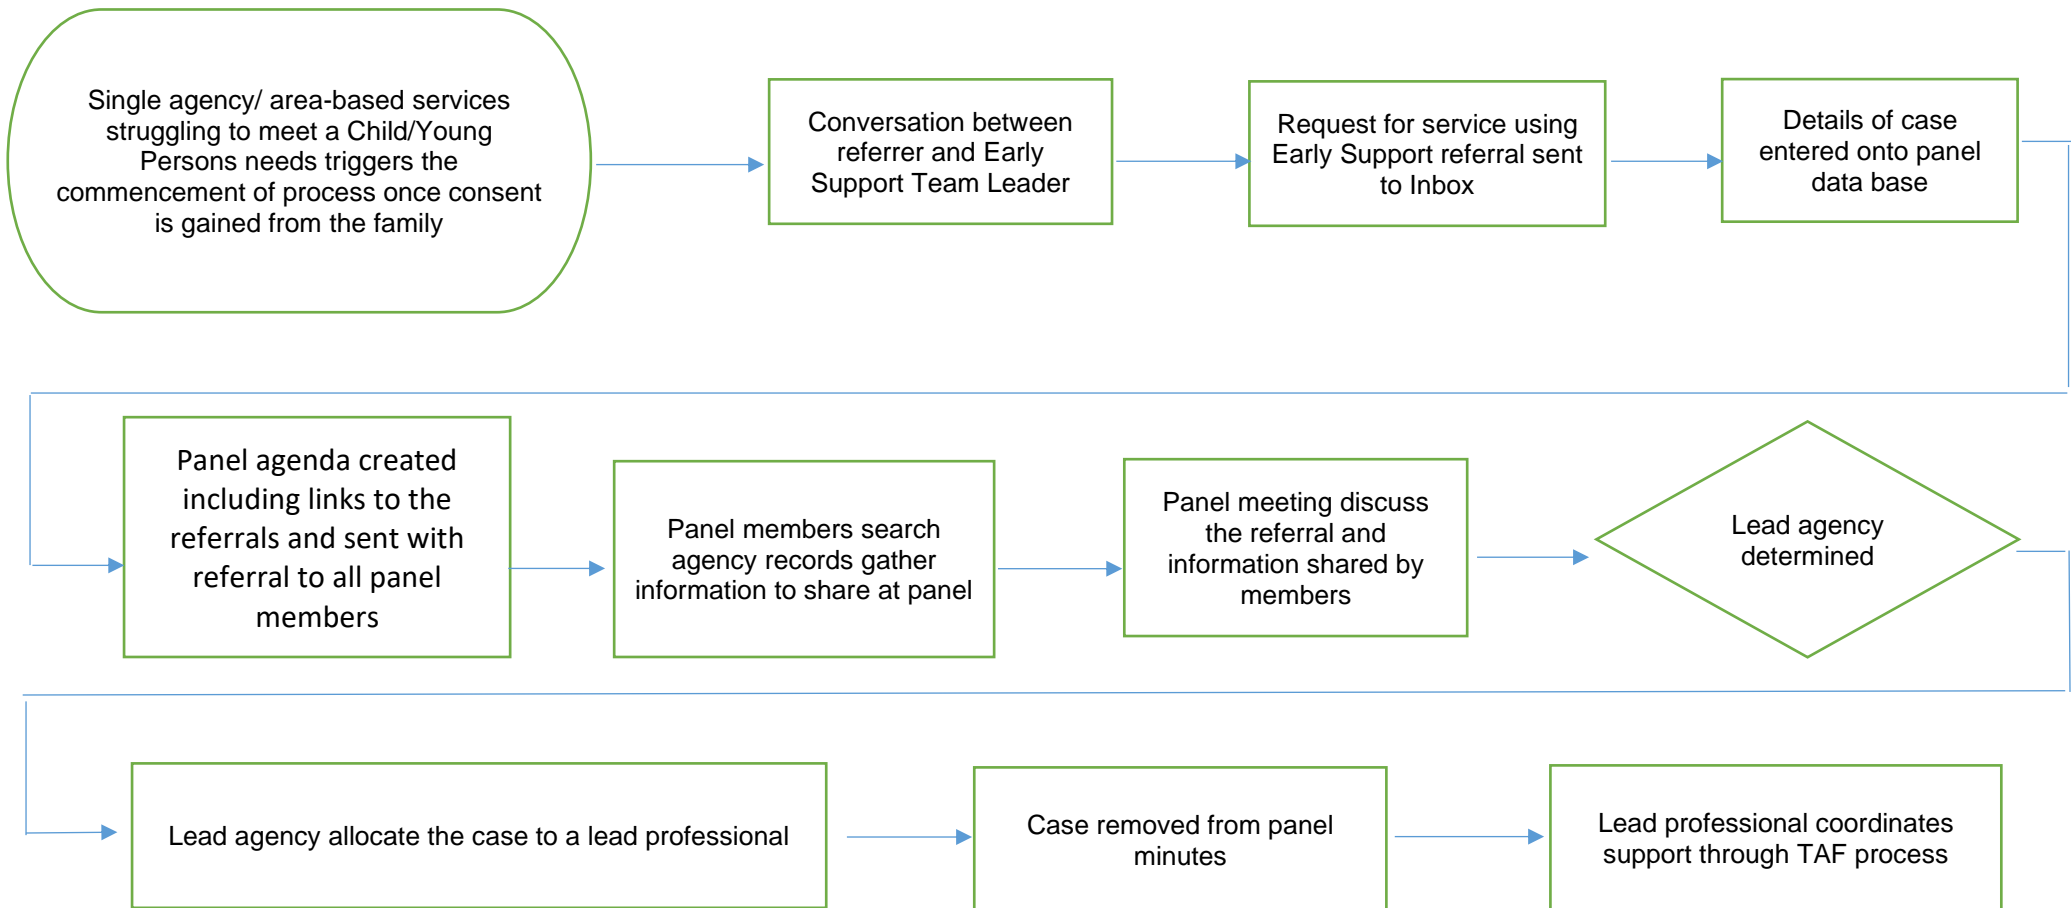 Single agency/ area-based services
struggling to meet a Child/Young
Persons needs triggers the
commencement of process once consent
is gained from the family
Conversation between
referrer and Early
Support Team Leader
Request for service using
Early Support referral sent
to Inbox
Details of case
entered onto panel
data base
Panel agenda created
including links to the
referrals and sent with
referral to all panel
members
Panel members search
agency records gather
information to share at panel
Panel meeting discuss
the referral and
information shared by
members
Lead agency
determined
Lead agency allocate the case to a lead professional
Case removed from panel
minutes
Lead professional coordinates
support through TAF process